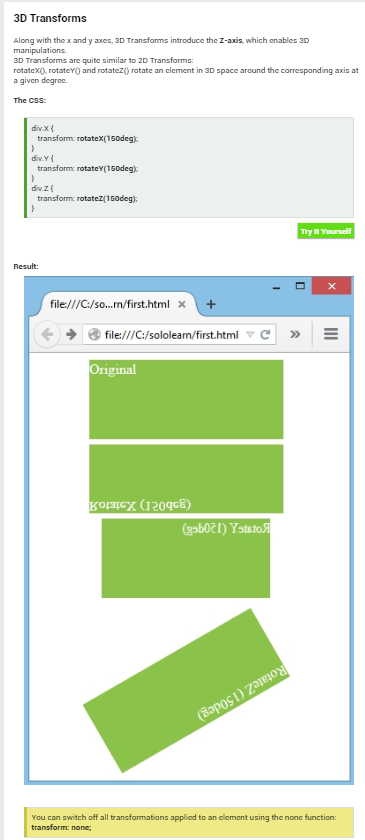 3D Transforms
Along with the x and y axes, 3D Transforms introduce the Z-axis, which enables 3D
manipulations.
3D Transforms are quite similar to 2D Transforms:
rotateX(), rotateY() and rotateZ() rotate an element in 3D space around the corresponding axis at
a given degree.
The CSS:
div.X {
transform: rotateX(150deg);
}
div.Y {
transform: rotateY(150deg);
}
div.Z {
transform: rotateZ(150deg);
}
Try It Yourself
Result:
file:///C:/so...rn/first.html
file:///C:/sololearn/first.html
Original
RotateX (150deg)
RotateY (150deg)
RotateZ (150deg)
You can switch off all transformations applied to an element using the none function:
transform: none;